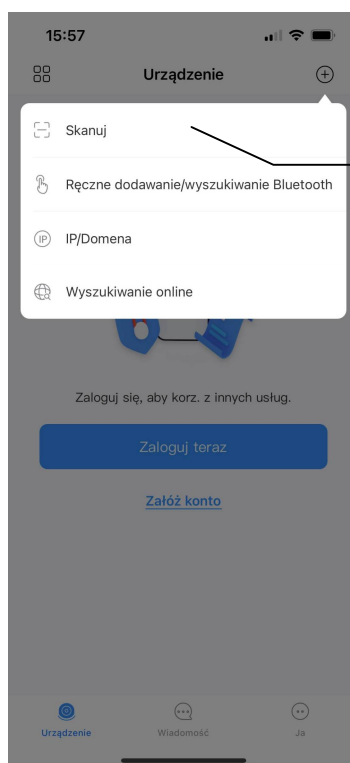 15:57
Urządzenie
Skanuj
Ręczne dodawanie/wyszukiwanie Bluetooth
IP
IP/Domena
Wyszukiwanie online
Zaloguj się, aby korz. z innych usług.
Zaloguj teraz
Załóż konto
Urządzenie
Wiadomość
Ja